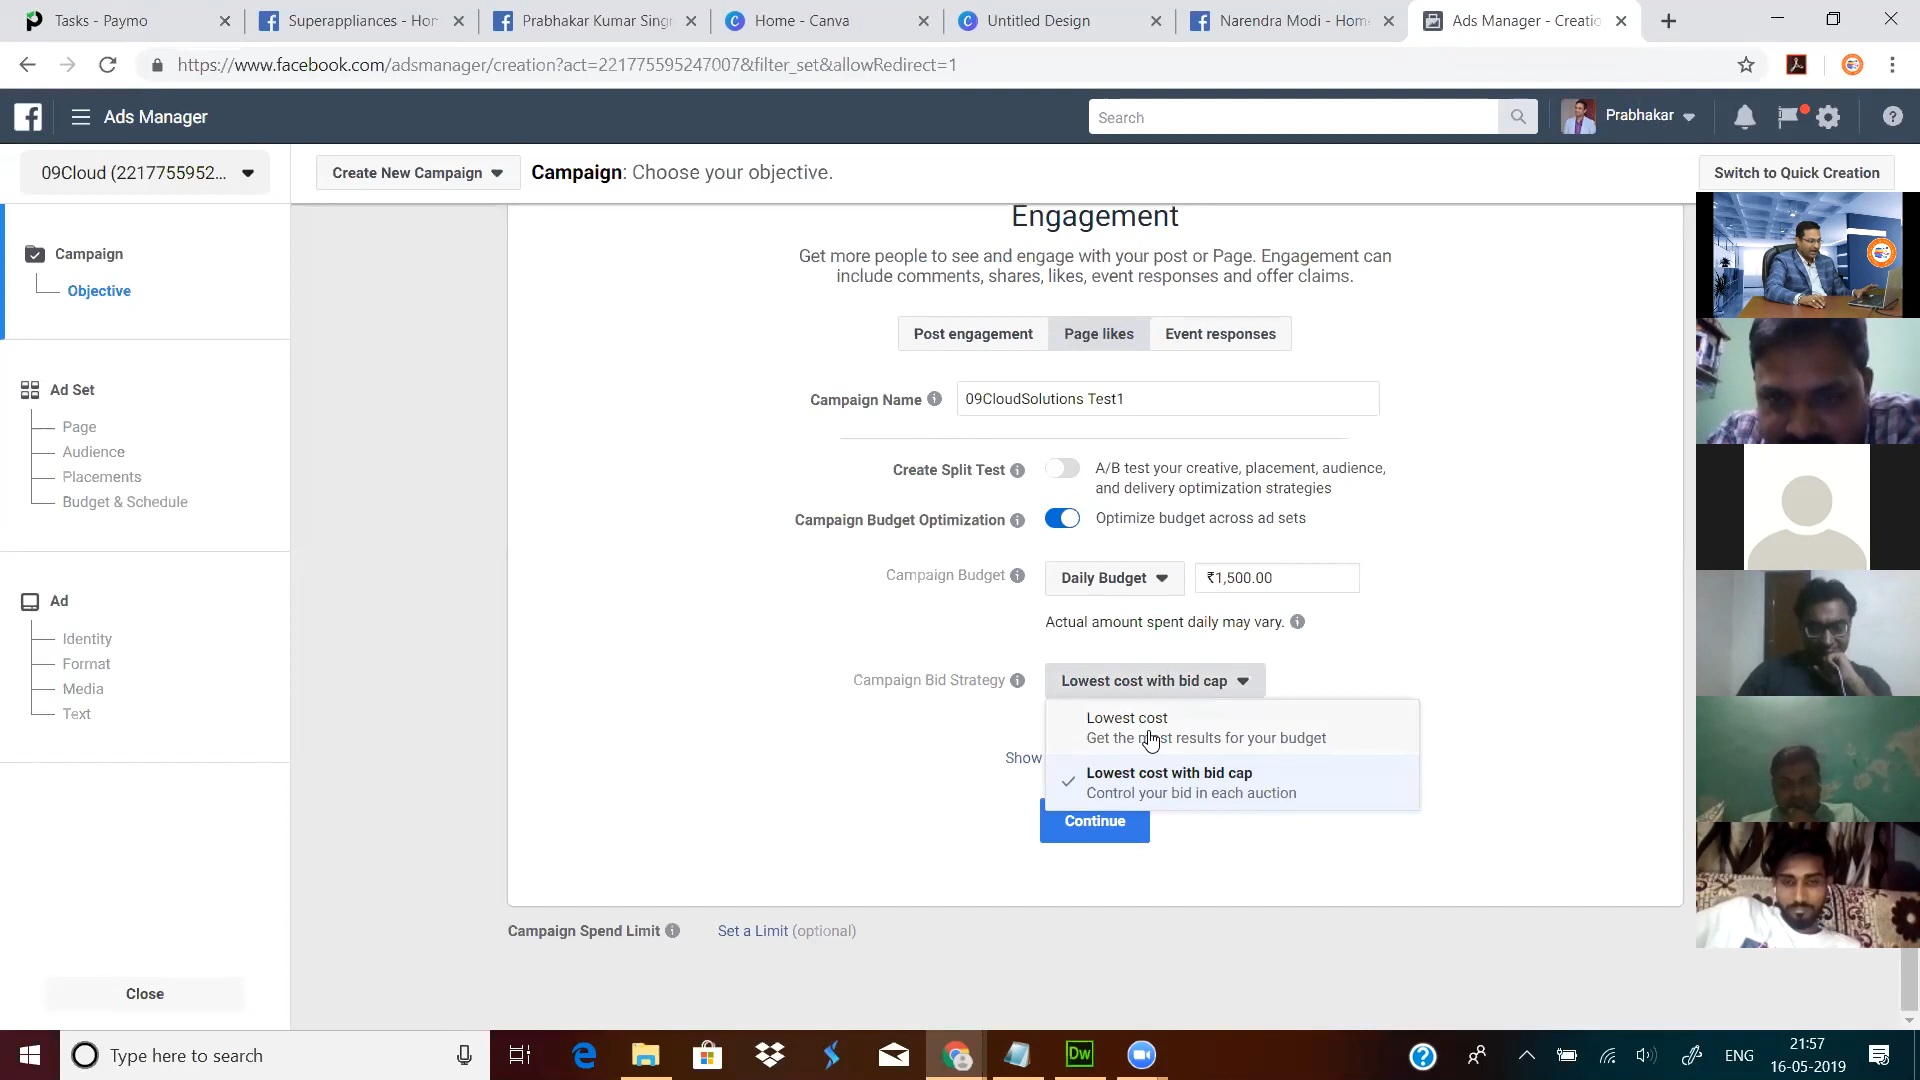 Tasks - Paymo
Superappliances - Hor
Prabhakar Kumar Sing
Home - Canva
Untitled Design
Narendra Modi - Hom
Ads Manager - Creatio
https://www.facebook.com/adsmanager/creation?act=221775595247007&filter_set&allowRedirect=1
Ads Manager
Search
Prabhakar
09Cloud (2217755952...
Create New Campaign
Campaign: Choose your objective.
Switch to Quick Creation
Campaign
Objective
Ad Set
Page
Audience
Placements
Budget & Schedule
Ad
Identity
Format
Media
Text
Close
Engagement
Get more people to see and engage with your post or Page. Engagement can
include comments, shares, likes, event responses and offer claims.
Post engagement
Page likes
Event responses
Campaign Name
09CloudSolutions Test1
Create Split Test
A/B test your creative, placement, audience,
and delivery optimization strategies
Campaign Budget Optimization
Optimize budget across ad sets
Campaign Budget
Daily Budget
₹1,500.00
Actual amount spent daily may vary.
Campaign Bid Strategy
Lowest cost with bid cap
Lowest cost
Get the most results for your budget
Show
Lowest cost with bid cap
Control your bid in each auction
Continue
Campaign Spend Limit
Set a Limit (optional)
Type here to search
Dw
ENG
21:57
16-05-2019